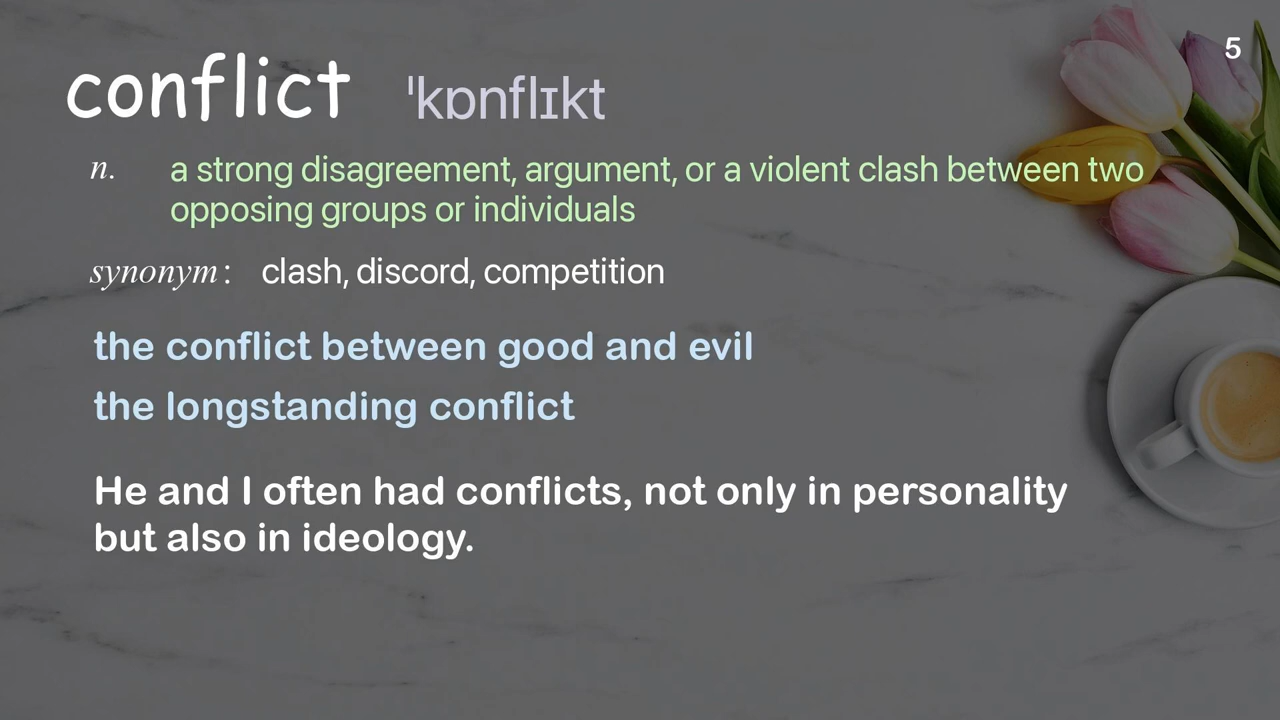 5
conflict ˈkɒnflɪkt
n. a strong disagreement, argument, or a violent clash between two
opposing groups or individuals
synonym: clash, discord, competition
the conflict between good and evil
the longstanding conflict
He and I often had conflicts, not only in personality
but also in ideology.